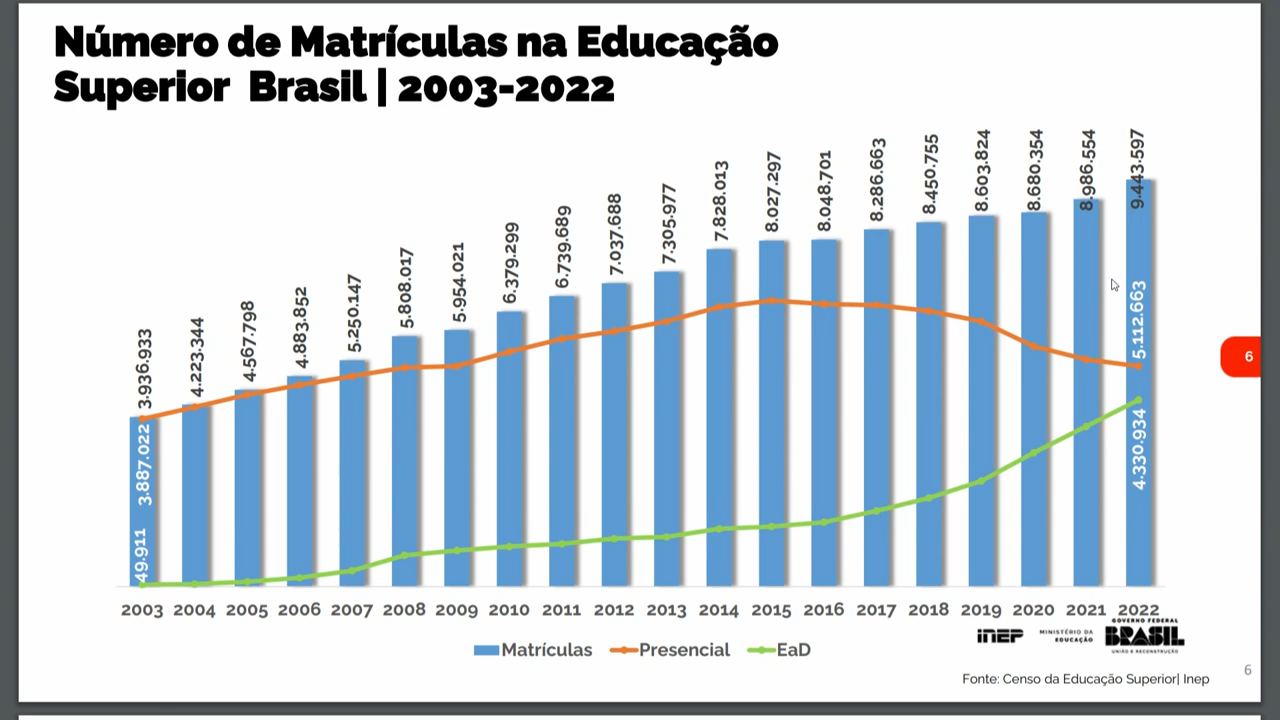 Número de Matrículas na Educação
Superior Brasil | 2003-2022
3.936.933
4.223.344
4.567.798
4.883.852
5.250.147
5.808.017
5.954.021
6.379.299
6.739.689
7.037.688
7.305.977
7.828.013
8.027.297
8.048.701
8.286.663
8.450.755
8.603.824
8.680.354
8.986.554
9.443.597
3.887.022
49.911
5.112.663
4.330.934
6
2003 2004 2005 2006 2007 2008 2009 2010 2011 2012 2013 2014 2015 2016 2017 2018 2019 2020 2021 2022
Matrículas Presencial EaD
inep
MINISTÉRIO DA
EDUCAÇÃO
GOVERNO FEDERAL
BRASIL
UNIÃO E RECONSTRUÇÃO
Fonte: Censo da Educação Superior| Inep
6